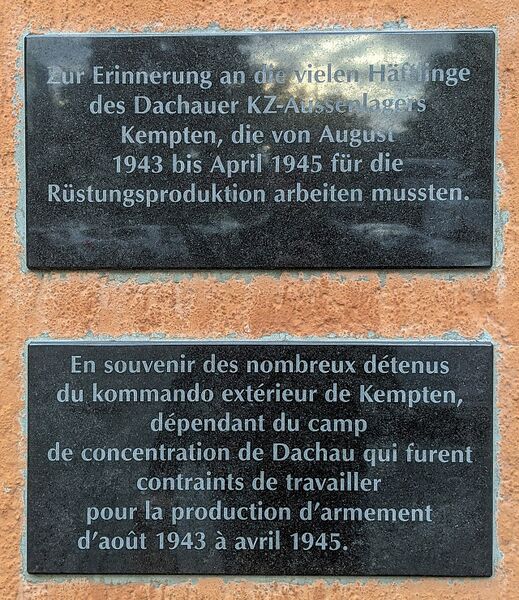 Zur Erinnerung an die vielen Häftlinge
des Dachauer KZ-Aussenlagers
Kempten, die von August
1943 bis April 1945 für die
Rüstungsproduktion arbeiten mussten.
En souvenir des nombreux détenus
du kommando extérieur de Kempten,
dépendant du camp
de concentration de Dachau qui furent
contraints de travailler
pour la production d'armement
d'août 1943 à avril 1945.